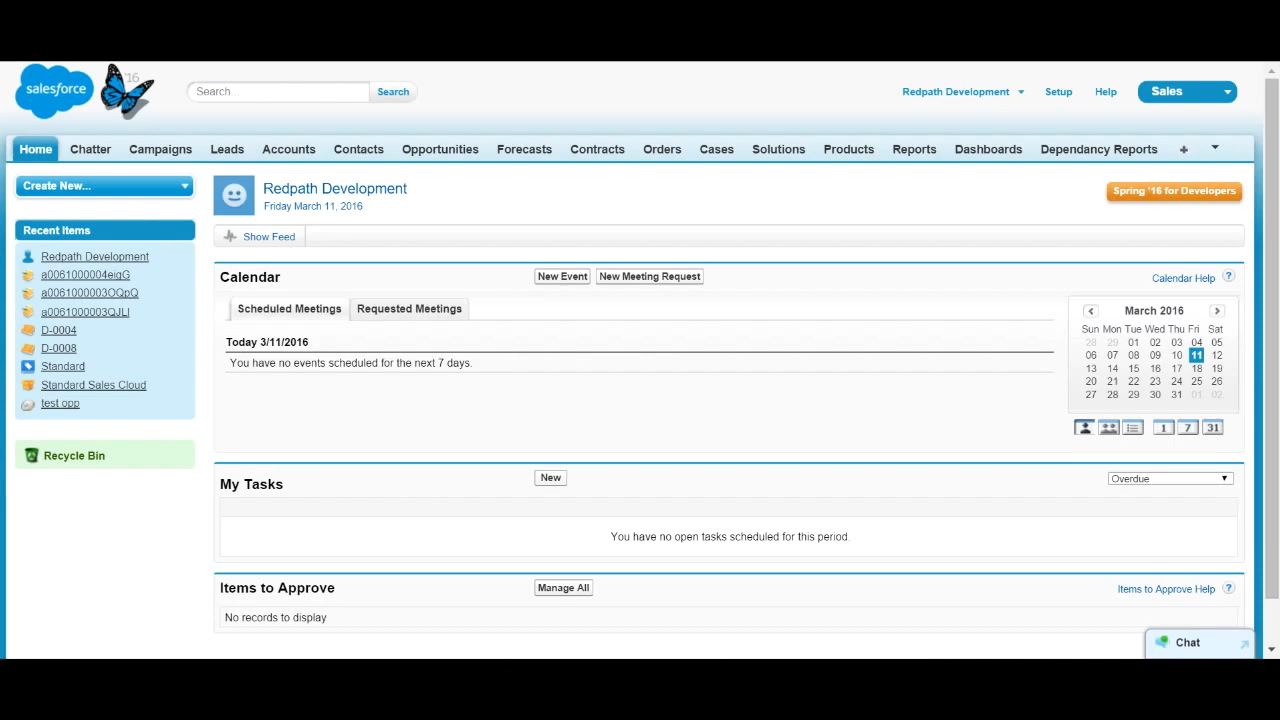 salesforce
'16
Search...
Search
Redpath Development
Setup
Help
Sales
Home Chatter Campaigns Leads Accounts Contacts Opportunities Forecasts Contracts Orders Cases Solutions Products Reports Dashboards Dependancy Reports +
Create New...
Redpath Development
Friday March 11, 2016
Spring '16 for Developers
Recent Items
Redpath Development
a0061000004eiqG
a0061000003OQpQ
a0061000003QJLl
D-0004
D-0008
Standard
Standard Sales Cloud
test opp
Recycle Bin
Show Feed
Calendar
New Event
New Meeting Request
Calendar Help ?
Scheduled Meetings
Requested Meetings
Today 3/11/2016
You have no events scheduled for the next 7 days.
March 2016
Sun Mon Tue Wed Thu Fri Sat
28 29 01 02 03 04 05
06 07 08 09 10 11 12
13 14 15 16 17 18 19
20 21 22 23 24 25 26
27 28 29 30 31 01 02
1 7 31
My Tasks
New
Overdue
You have no open tasks scheduled for this period.
Items to Approve
Manage All
Items to Approve Help ?
No records to display
Chat